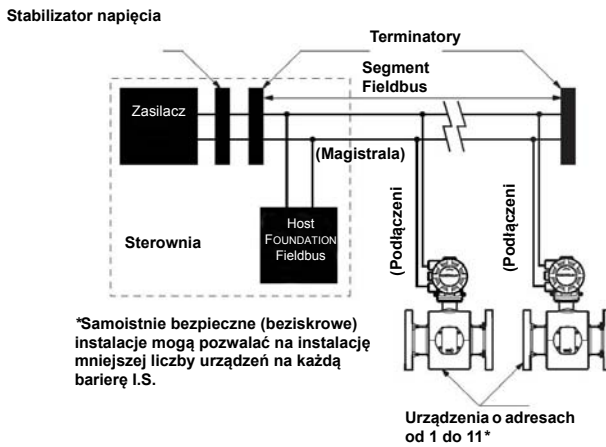 Stabilizator napięcia
Terminatory
Segment
Fieldbus
Zasilacz
(Magistrala)
Host
FOUNDATION
Fieldbus
Sterownia
(Podłączeni
(Podłączeni
*Samoistnie bezpieczne (beziskrowe)
instalacje mogą pozwalać na instalację
mniejszej liczby urządzeń na każdą
barierę I.S.
Urządzenia o adresach
od 1 do 11*